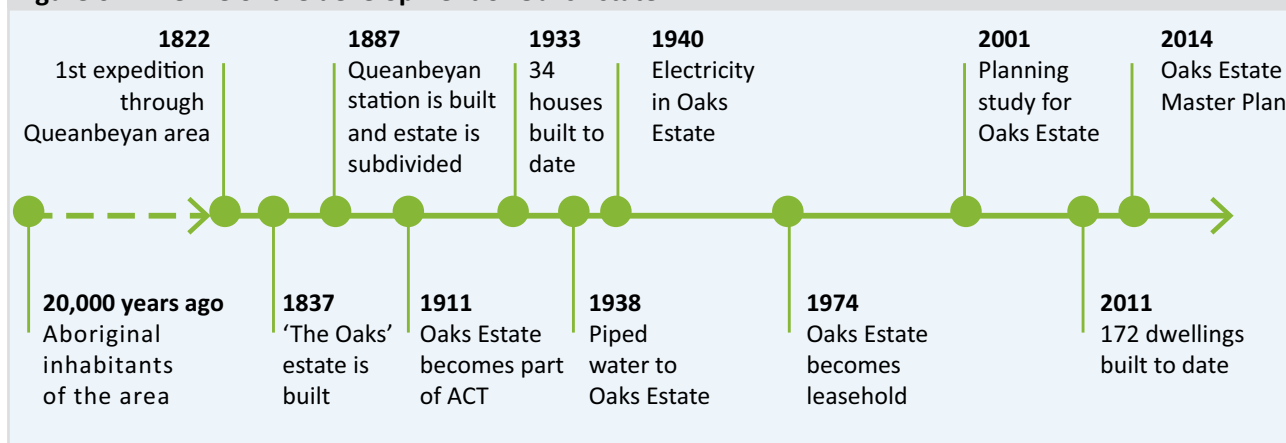 1822
1st expedition
through
Queanbeyan area
1887
Queanbeyan
station is built
and estate is
subdivided
1933
34
houses
built to
date
1940
Electricity
in Oaks
Estate
2001
Planning
study for
Oaks Estate
2014
Oaks Estate
Master Plan
20,000 years ago
Aboriginal
inhabitants
of the area
1837
‘The Oaks’
estate is
built
1911
Oaks Estate
becomes part
of ACT
1938
Piped
water to
Oaks Estate
1974
Oaks Estate
becomes
leasehold
2011
172 dwellings
built to date